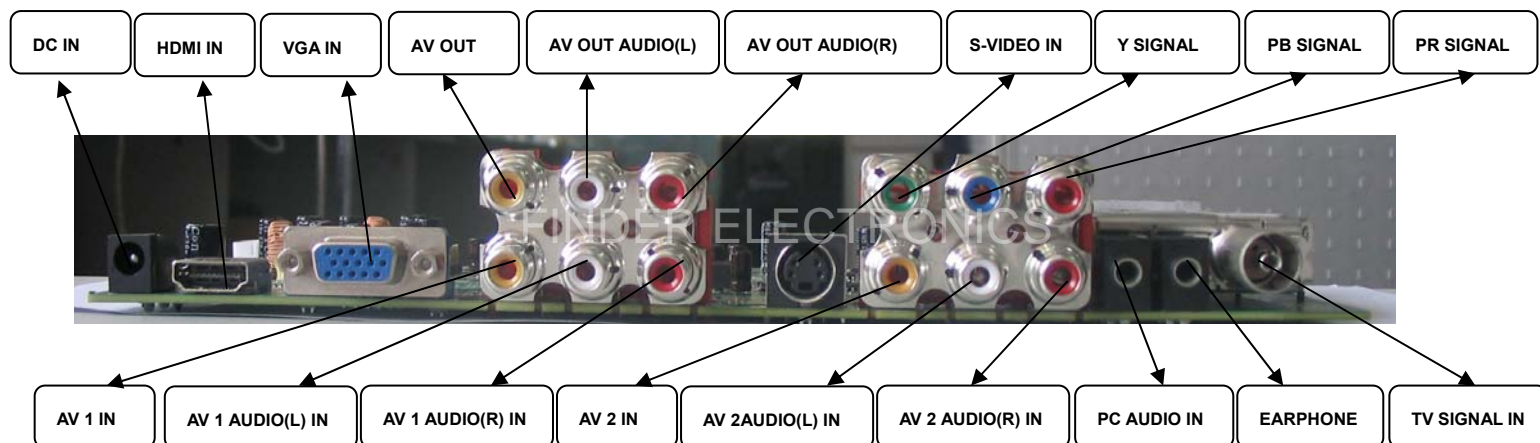 DC IN
HDMI IN
VGA IN
AV OUT
AV OUT AUDIO(L)
AV OUT AUDIO(R)
S-VIDEO IN
Y SIGNAL
PB SIGNAL
PR SIGNAL
FINDER ELECTRONICS
AV 1 IN
AV 1 AUDIO(L) IN
AV 1 AUDIO(R) IN
AV 2 IN
AV 2AUDIO(L) IN
AV 2 AUDIO(R) IN
PC AUDIO IN
EARPHONE
TV SIGNAL IN